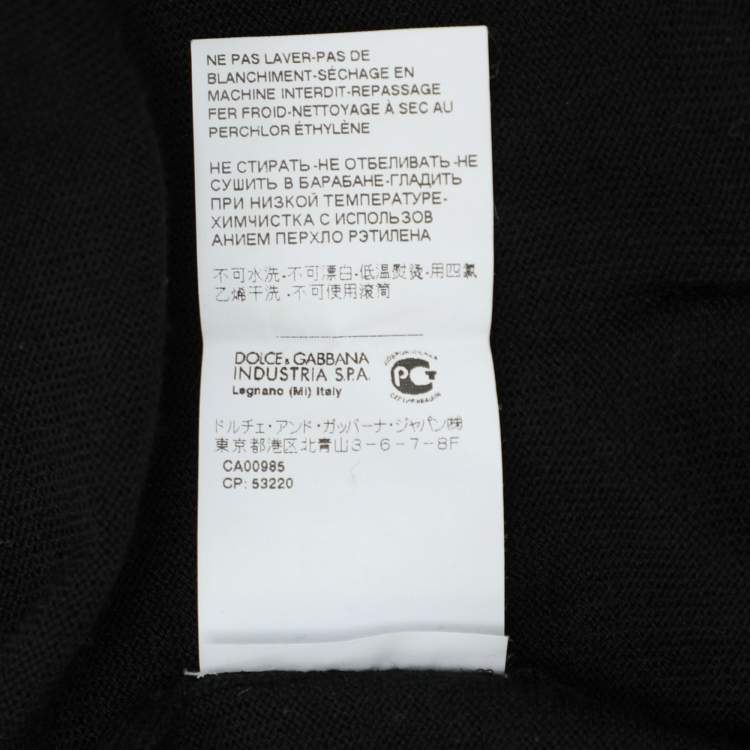 NE PAS LAVER-PAS DE
BLANCHIMENT-SÉCHAGE EN
MACHINE INTERDIT-REPASSAGE
FER FROID-NETTOYAGE À SEC AU
PERCHLOR ÉTHYLÈNE
НЕ СТИРАТЬ-НЕ ОТБЕЛИВАТЬ-НЕ
СУШИТЬ В БАРАБАНЕ-ГЛАДИТЬ
ПРИ НИЗКОЙ ТЕМПЕРАТУРЕ-
ХИМЧИСТКА С ИСПОЛЬЗОВ
АНИЕМ ПЕРХЛО РЭТИЛЕНА
不可水洗-不可漂白-低温熨烫-用四氯
乙烯干洗-不可使用滚筒
DOLCE & GABBANA
INDUSTRIA S.P.A.
Legnano (Mi) Italy
PCT
ドルチェ・アンド・ガッバーナ・ジャパン㈱
東京都港区北青山3-6-7-8F
CA00985
CP: 53220